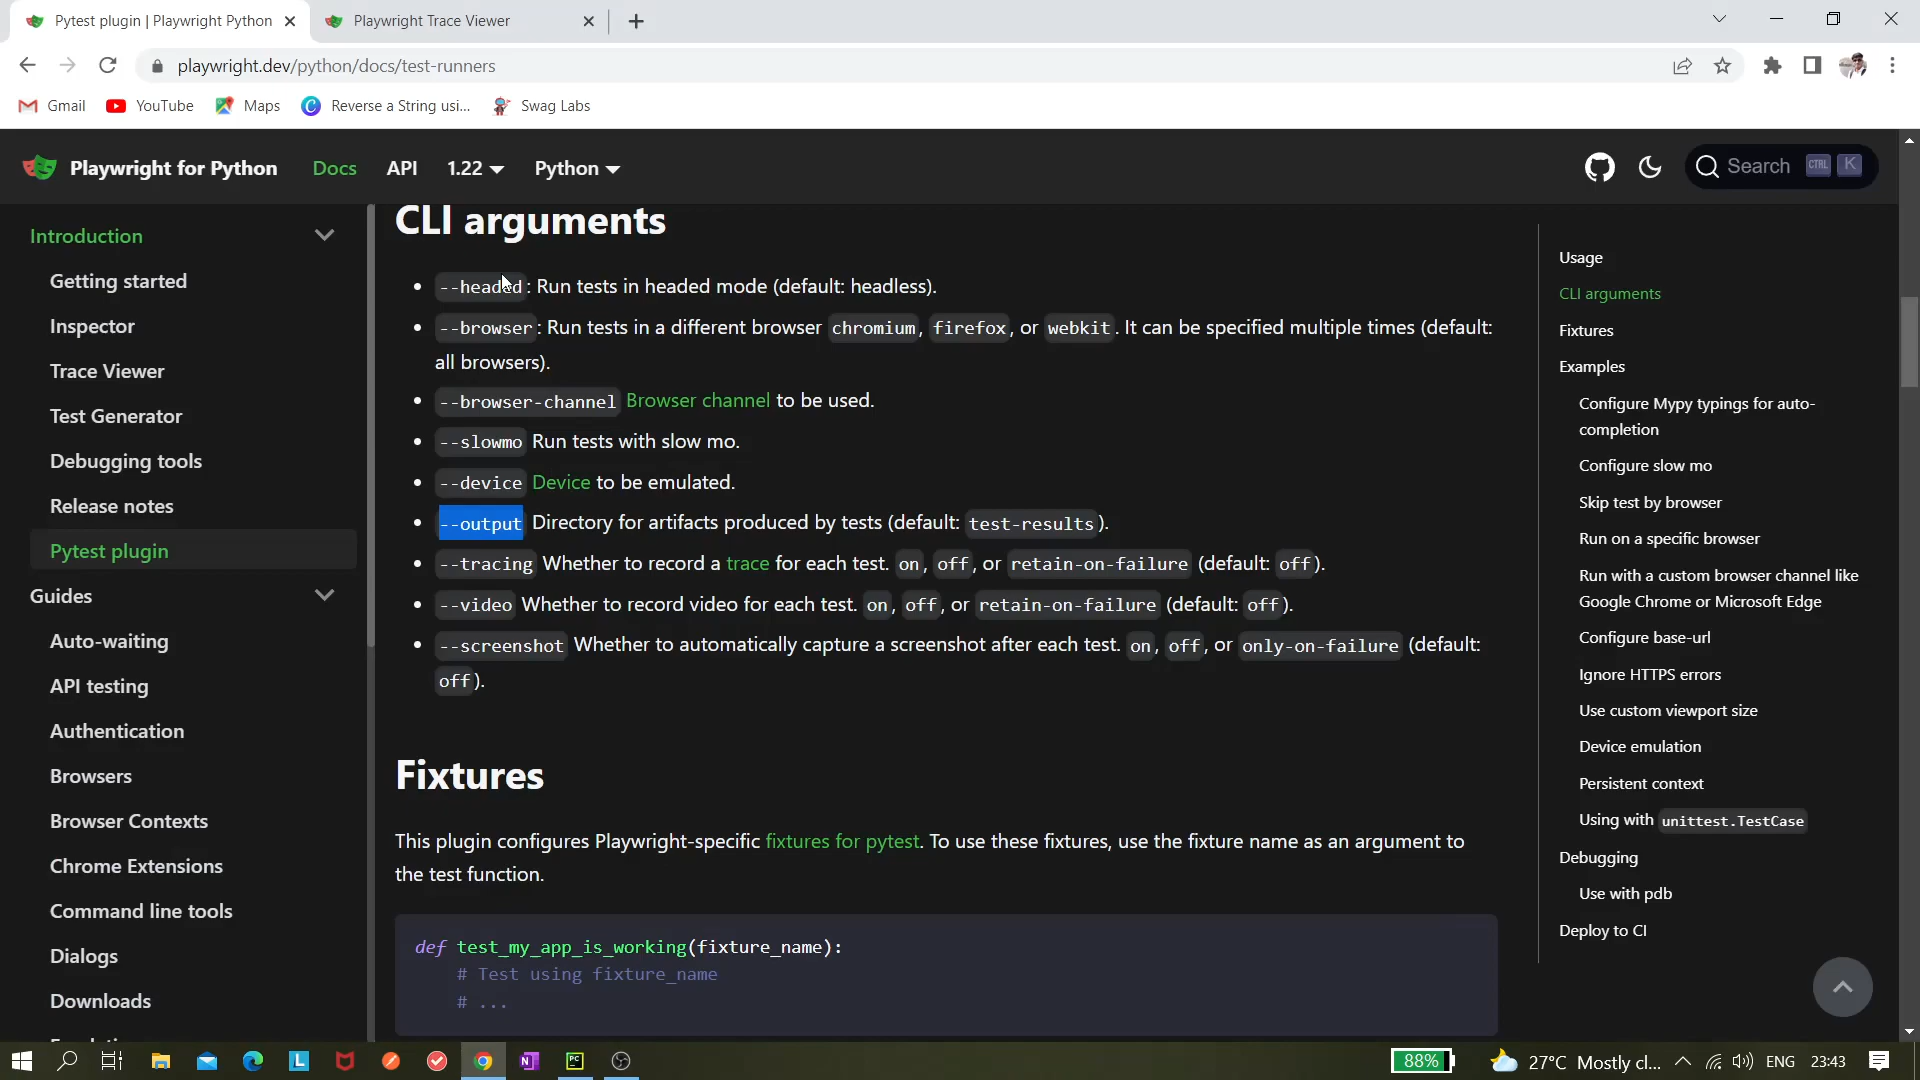 Pytest plugin | Playwright Python
Playwright Trace Viewer
playwright.dev/python/docs/test-runners
Gmail
YouTube
Maps
Reverse a String usi...
Swag Labs
Playwright for Python
Docs
API
1.22
Python
Search
CTRL
K
Introduction
Getting started
Inspector
Trace Viewer
Test Generator
Debugging tools
Release notes
Pytest plugin
Guides
Auto-waiting
API testing
Authentication
Browsers
Browser Contexts
Chrome Extensions
Command line tools
Dialogs
Downloads
CLI arguments
--headed: Run tests in headed mode (default: headless).
--browser: Run tests in a different browser chromium, firefox, or webkit. It can be specified multiple times (default:
all browsers).
--browser-channel Browser channel to be used.
--slowmo Run tests with slow mo.
--device Device to be emulated.
--output Directory for artifacts produced by tests (default: test-results).
--tracing Whether to record a trace for each test. on, off, or retain-on-failure (default: off).
--video Whether to record video for each test. on, off, or retain-on-failure (default: off).
--screenshot Whether to automatically capture a screenshot after each test. on, off, or only-on-failure (default:
off).
Fixtures
This plugin configures Playwright-specific fixtures for pytest. To use these fixtures, use the fixture name as an argument to
the test function.
def test_my_app_is_working(fixture_name):
# Test using fixture_name
# ...
Usage
CLI arguments
Fixtures
Examples
Configure Mypy typings for auto-
completion
Configure slow mo
Skip test by browser
Run on a specific browser
Run with a custom browser channel like
Google Chrome or Microsoft Edge
Configure base-url
Ignore HTTPS errors
Use custom viewport size
Device emulation
Persistent context
Using with unittest.TestCase
Debugging
Use with pdb
Deploy to CI
88%
27°C Mostly cl...
ENG
23:43